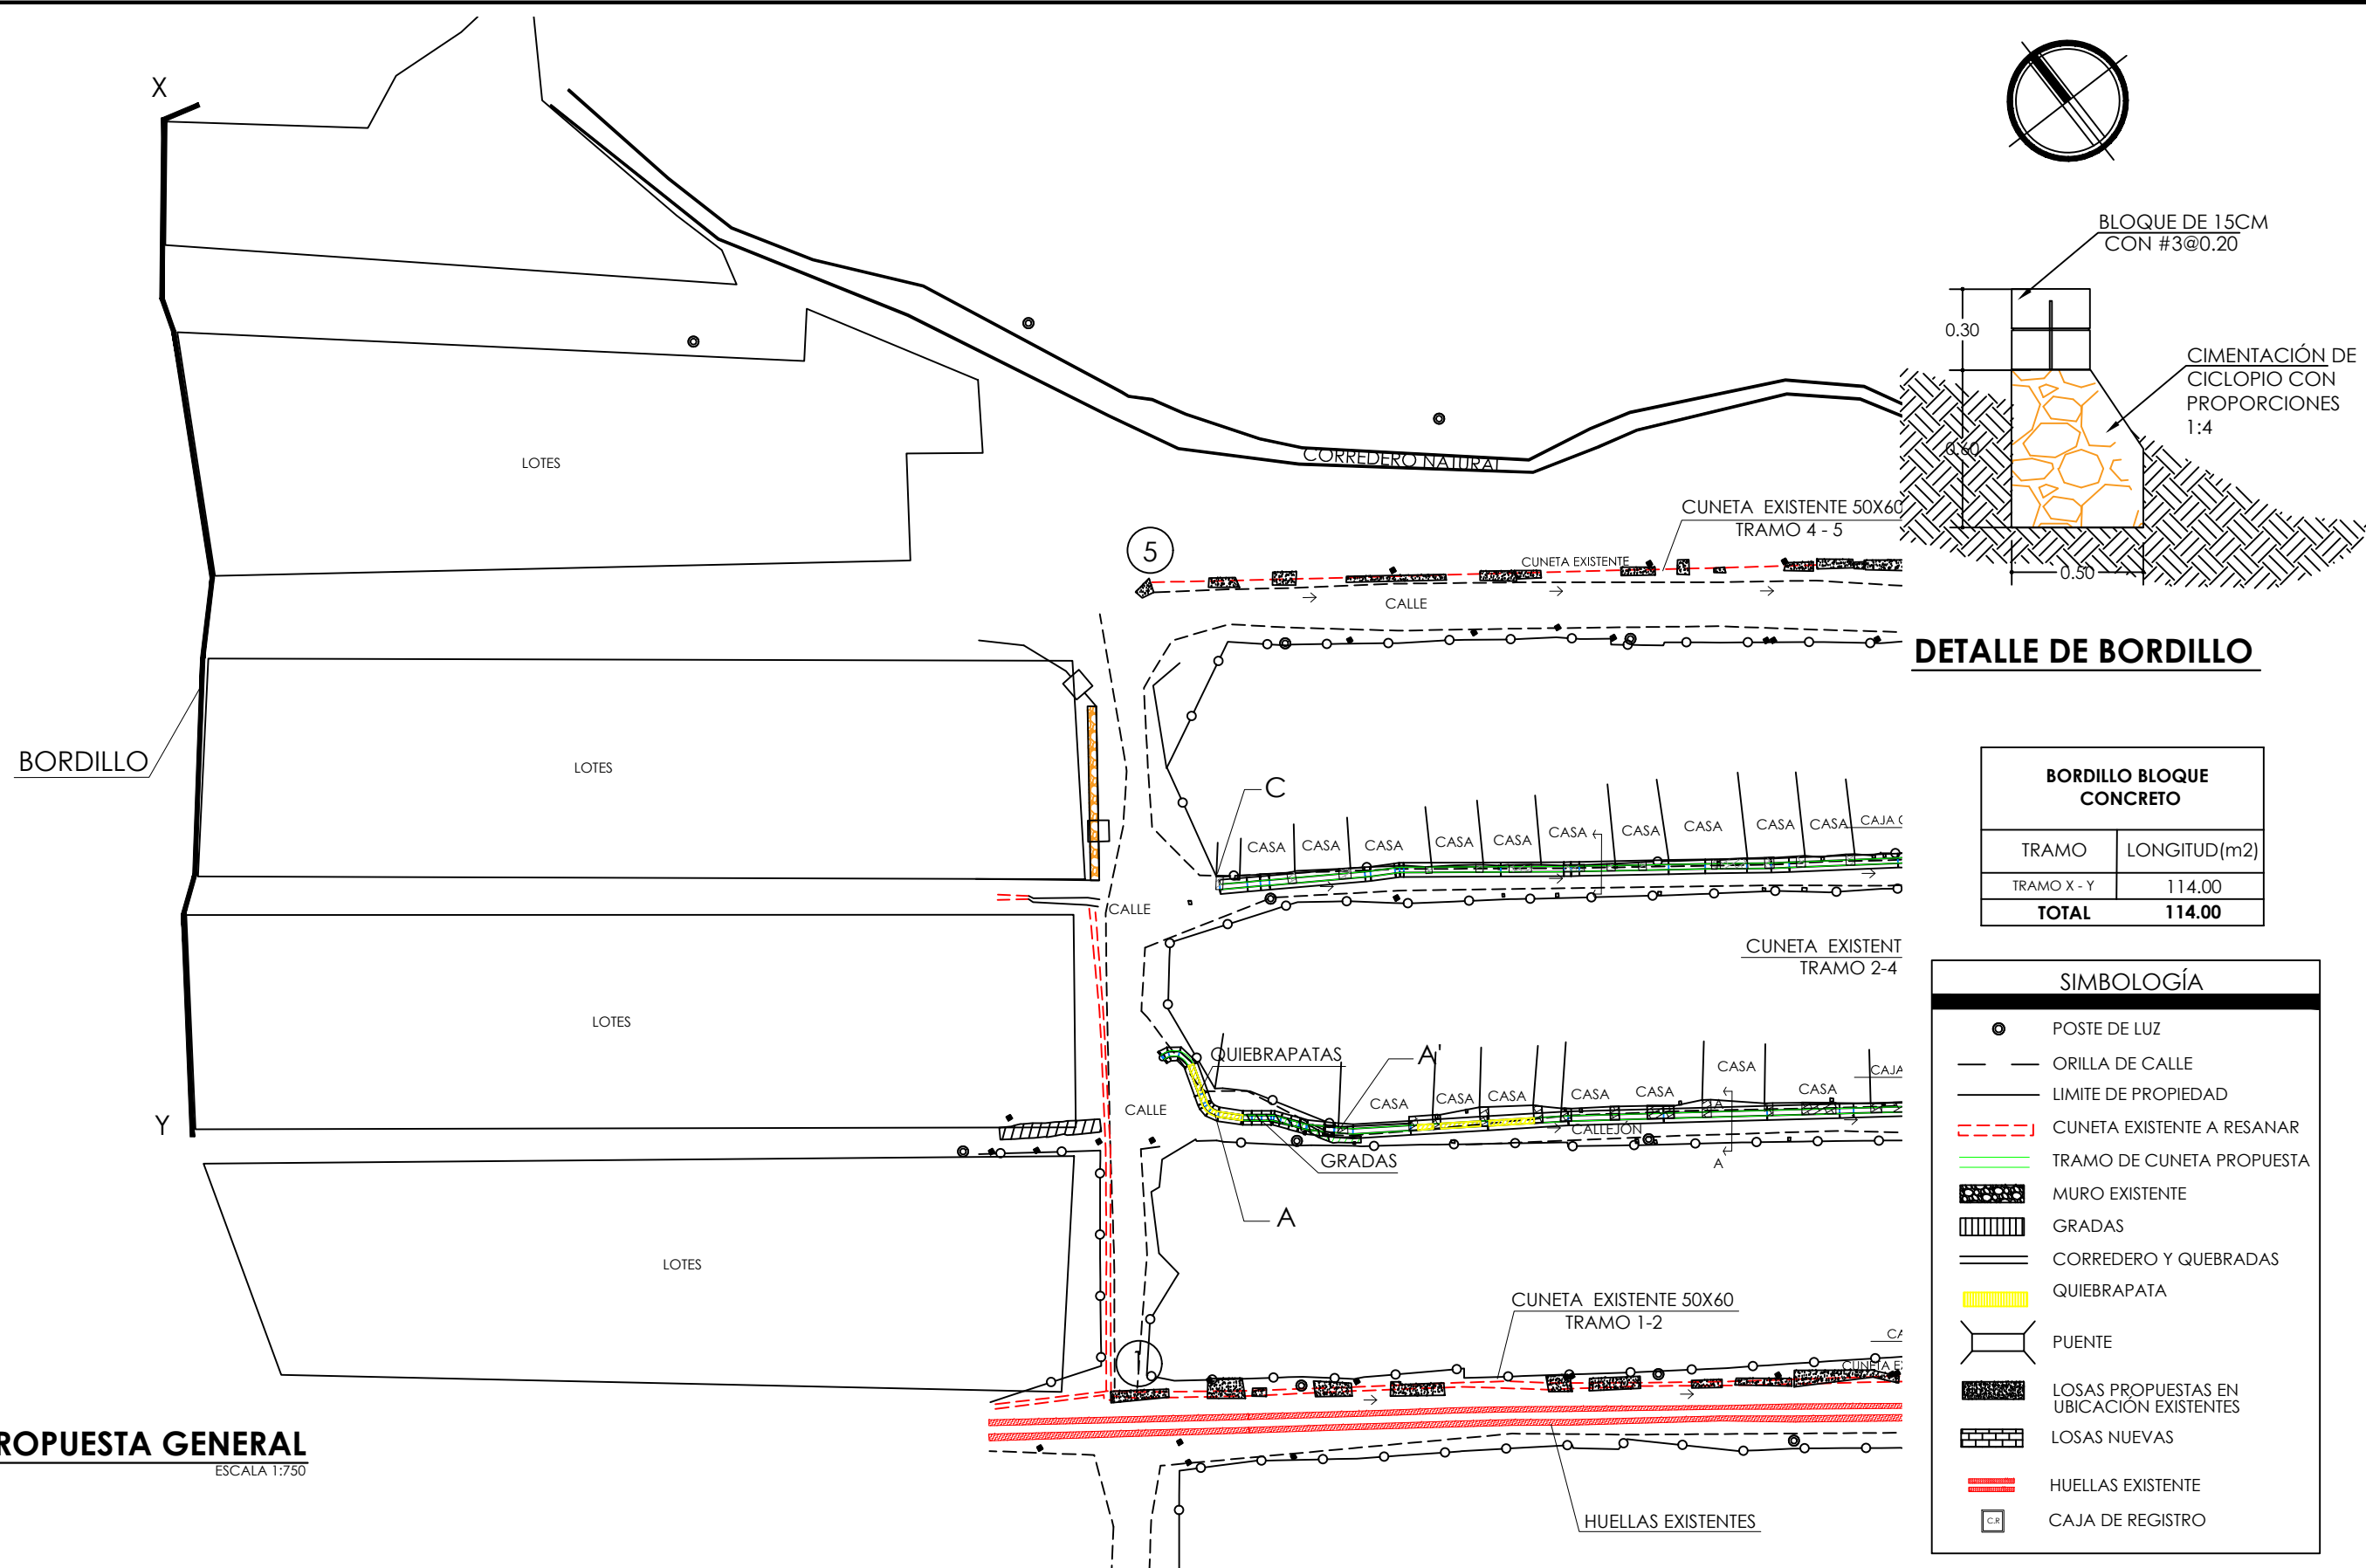 X
BLOQUE DE 15CM
CON #3@0.20
0.30
CIMENTACIÓN DE
CICLOPIO CON
PROPORCIONES
1:4
0.60
0.50
DETALLE DE BORDILLO
LOTES
CORREDERO NATURAL
CUNETA EXISTENTE 50X60
TRAMO 4 - 5
5
CUNETA EXISTENTE
CALLE
BORDILLO
LOTES
C
CASA
CASA
CASA
CASA
CASA
CASA
CASA
CASA
CASA
CASA
CAJA C
CALLE
BORDILLO BLOQUE
CONCRETO
TRAMO LONGITUD(m2)
TRAMO X - Y 114.00
TOTAL 114.00
CUNETA EXISTENT
TRAMO 2-4
LOTES
Y
QUIEBRAPATAS
A'
CALLE
CASA
CASA
CASA
CASA
CASA
CASA
CASA
CAJA
A
CALLEJÓN
A
GRADAS
A
LOTES
CUNETA EXISTENTE 50X60
TRAMO 1-2
1
CA
CUNETA EX
HUELLAS EXISTENTES
ROPUESTA GENERAL
ESCALA 1:750
SIMBOLOGÍA
POSTE DE LUZ
ORILLA DE CALLE
LIMITE DE PROPIEDAD
CUNETA EXISTENTE A RESANAR
TRAMO DE CUNETA PROPUESTA
MURO EXISTENTE
GRADAS
CORREDERO Y QUEBRADAS
QUIEBRAPATA
PUENTE
LOSAS PROPUESTAS EN
UBICACIÓN EXISTENTES
LOSAS NUEVAS
HUELLAS EXISTENTE
C.R
CAJA DE REGISTRO